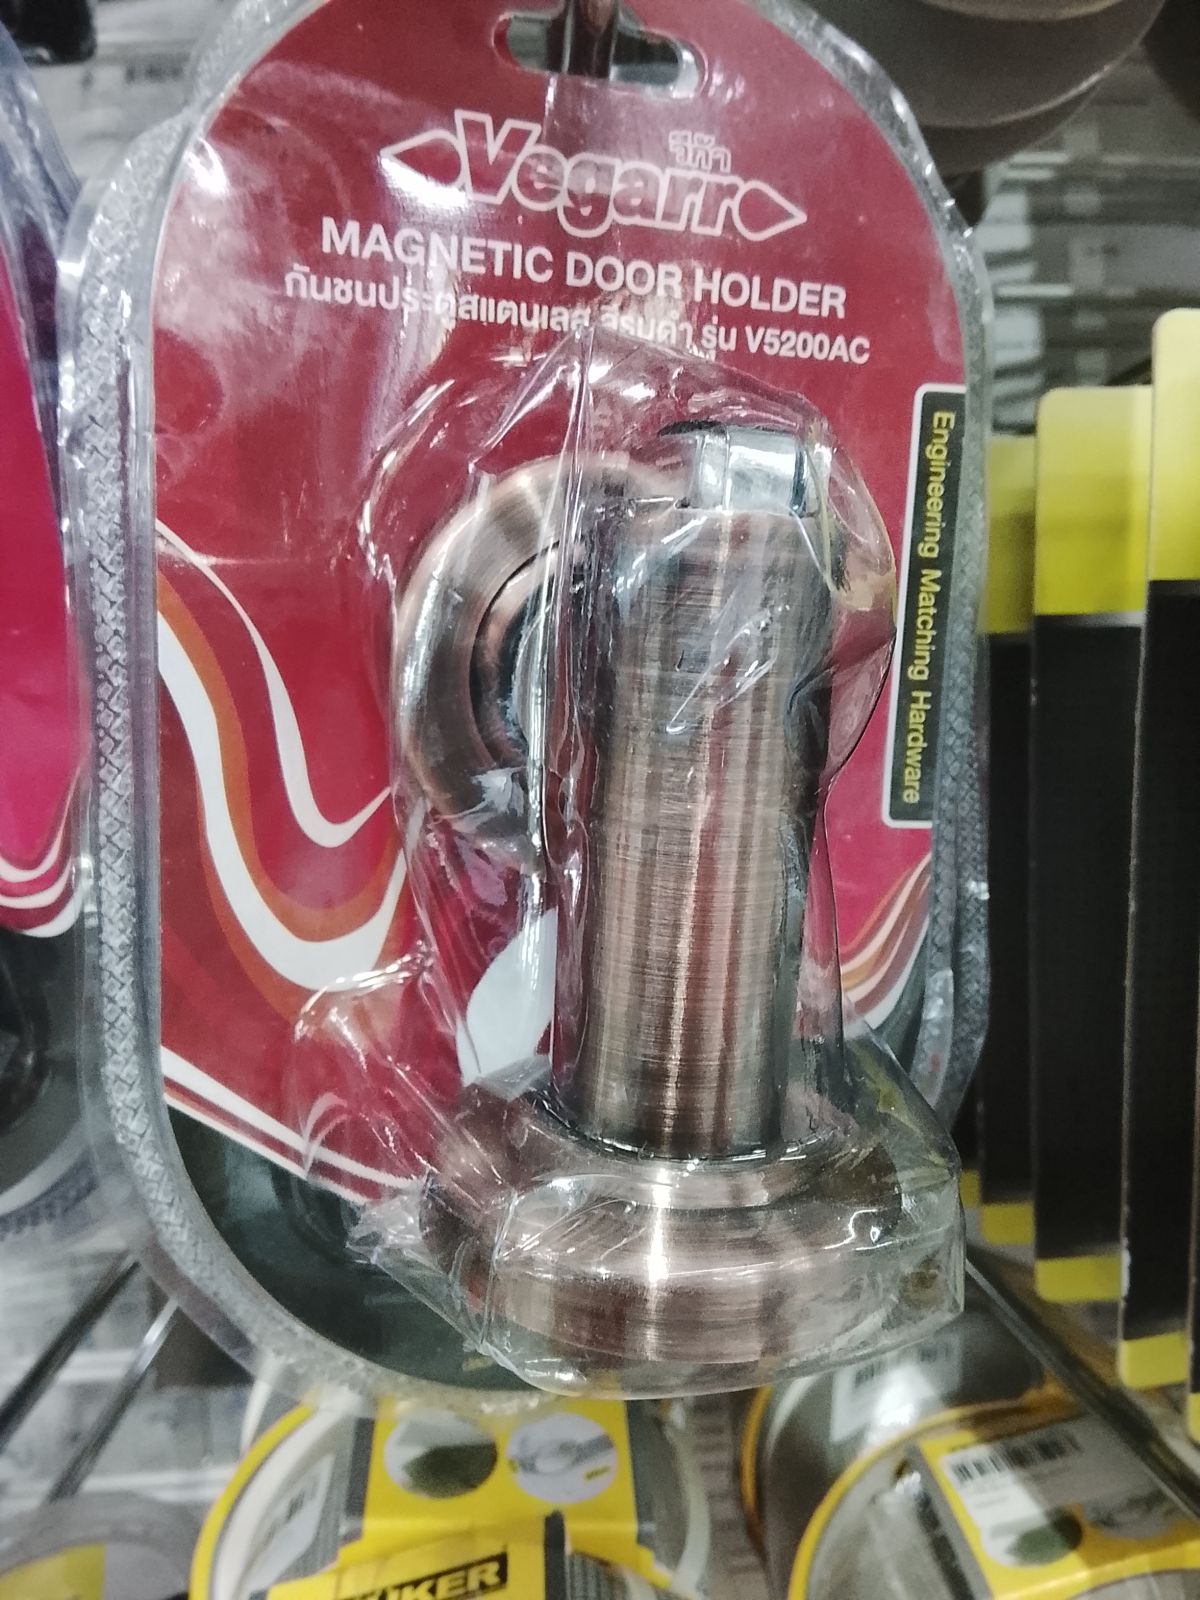 วีก้า
Vegarr
MAGNETIC DOOR HOLDER
กันชนประตูสแตนเลส สีรมดำ รุ่น V5200AC
Engineering Matching Hardware
KER